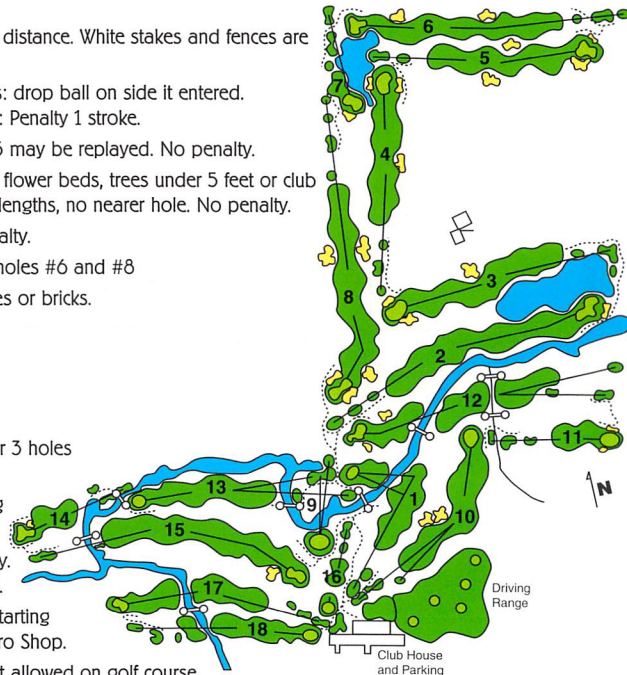 distance. White stakes and fences are
s: drop ball on side it entered.
: Penalty 1 stroke.
6 may be replayed. No penalty.
flower beds, trees under 5 feet or club
lengths, no nearer hole. No penalty.
alty.
holes #6 and #8
es or bricks.
r 3 holes
g
y.
.
tarting
ro Shop.
t allowed on golf course
6
5
7
4
3
8
2
12
11
N
13
9
1
10
14
15
16
17
18
Driving
Range
Club House
and Parking